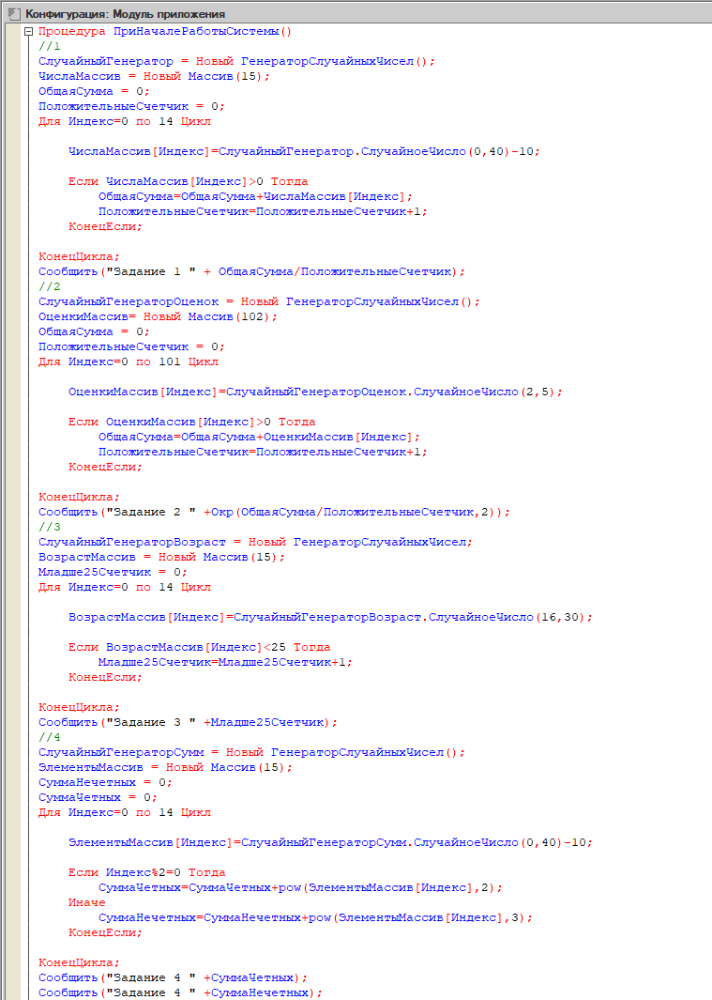 Конфигурация: Модуль приложения
Процедура ПриНачалеРаботыСистемы()
//1
СлучайныйГенератор = Новый ГенераторСлучайныхЧисел();
ЧислаМассив = Новый Массив(15);
ОбщаяСумма = 0;
ПоложительныеСчетчик = 0;
Для Индекс=0 по 14 Цикл
ЧислаМассив[Индекс]=СлучайныйГенератор.СлучайноеЧисло(0,40)-10;
Если ЧислаМассив[Индекс]>0 Тогда
ОбщаяСумма=ОбщаяСумма+ЧислаМассив[Индекс];
ПоложительныеСчетчик=ПоложительныеСчетчик+1;
КонецЕсли;
КонецЦикла;
Сообщить("Задание 1 " + ОбщаяСумма/ПоложительныеСчетчик);
//2
СлучайныйГенераторОценок = Новый ГенераторСлучайныхЧисел();
ОценкиМассив= Новый Массив(102);
ОбщаяСумма = 0;
ПоложительныеСчетчик = 0;
Для Индекс=0 по 101 Цикл
ОценкиМассив[Индекс]=СлучайныйГенераторОценок.СлучайноеЧисло(2,5);
Если ОценкиМассив[Индекс]>0 Тогда
ОбщаяСумма=ОбщаяСумма+ОценкиМассив[Индекс];
ПоложительныеСчетчик=ПоложительныеСчетчик+1;
КонецЕсли;
КонецЦикла;
Сообщить("Задание 2 " +Окр(ОбщаяСумма/ПоложительныеСчетчик,2));
//3
СлучайныйГенераторВозраст = Новый ГенераторСлучайныхЧисел;
ВозрастМассив = Новый Массив(15);
Младше25Счетчик = 0;
Для Индекс=0 по 14 Цикл
ВозрастМассив[Индекс]=СлучайныйГенераторВозраст.СлучайноеЧисло(16,30);
Если ВозрастМассив[Индекс]<25 Тогда
Младше25Счетчик=Младше25Счетчик+1;
КонецЕсли;
КонецЦикла;
Сообщить("Задание 3 " +Младше25Счетчик);
//4
СлучайныйГенераторСумм = Новый ГенераторСлучайныхЧисел();
ЭлементыМассив = Новый Массив(15);
СуммаНечетных = 0;
СуммаЧетных = 0;
Для Индекс=0 по 14 Цикл
ЭлементыМассив[Индекс]=СлучайныйГенераторСумм.СлучайноеЧисло(0,40)-10;
Если Индекс%2=0 Тогда
СуммаЧетных=СуммаЧетных+pow(ЭлементыМассив[Индекс],2);
Иначе
СуммаНечетных=СуммаНечетных+pow(ЭлементыМассив[Индекс],3);
КонецЕсли;
КонецЦикла;
Сообщить("Задание 4 " +СуммаЧетных);
Сообщить("Задание 4 " +СуммаНечетных);